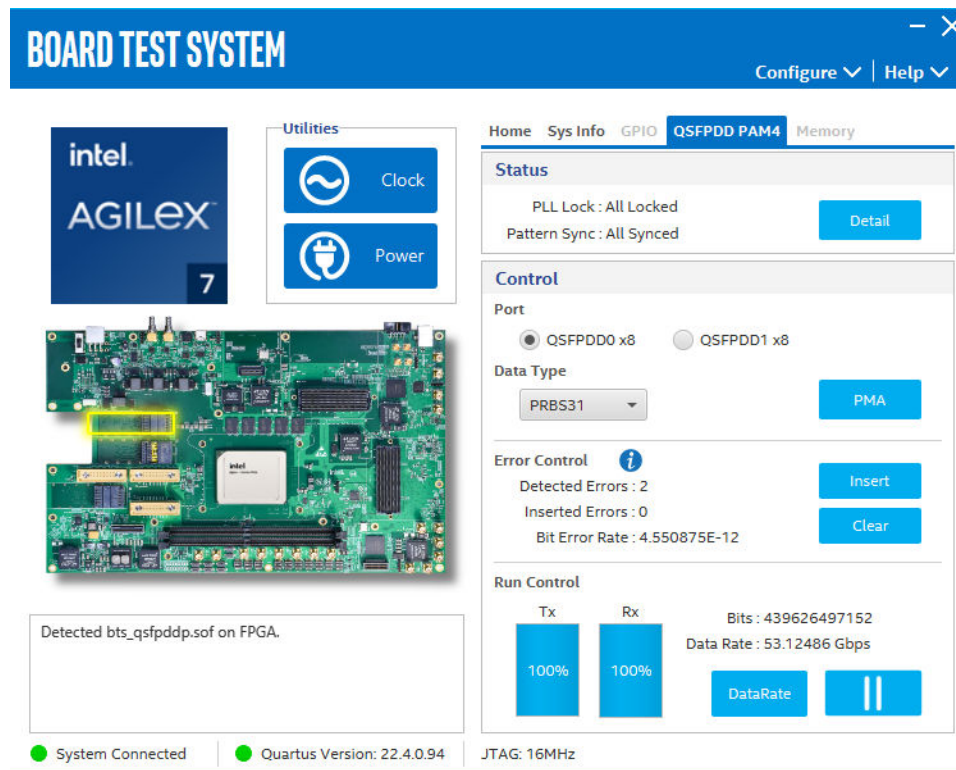 BOARD TEST SYSTEM
Configure | Help
intel.
AGILEX
7
Utilities
Clock
Power
Home Sys Info GPIO QSFPDD PAM4 Memory
Status
PLL Lock : All Locked
Pattern Sync : All Synced
Detail
Control
Port
QSFPDD0 x8 QSFPDD1 x8
Data Type
PRBS31
PMA
Error Control i
Detected Errors : 2
Insert
Inserted Errors : 0
Clear
Bit Error Rate : 4.550875E-12
Run Control
Tx Rx
100% 100%
Bits : 439626497152
Data Rate : 53.12486 Gbps
DataRate
intel
Detected bts_qsfpddp.sof on FPGA.
System Connected
Quartus Version: 22.4.0.94
JTAG: 16MHz